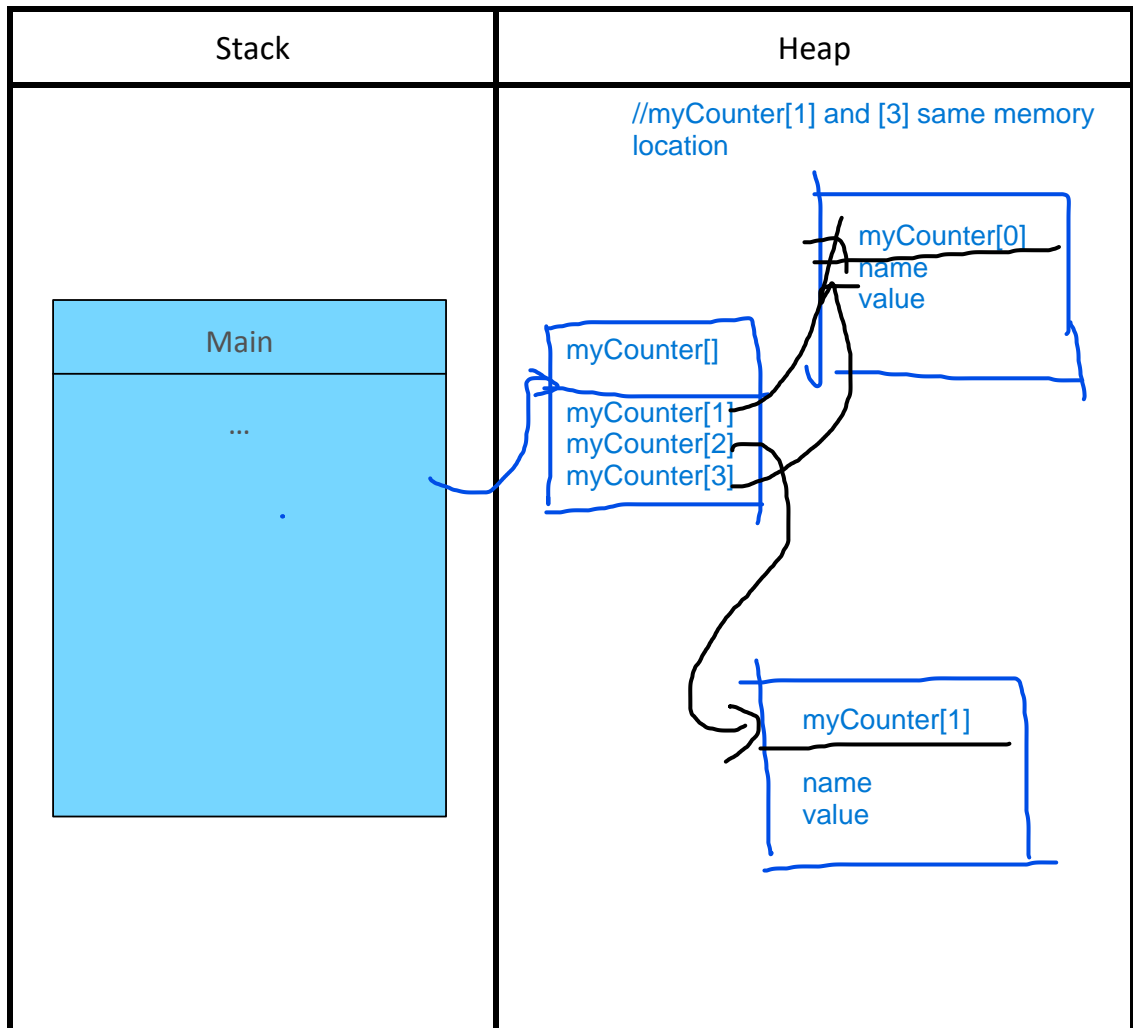 Stack
Heap
//myCounter[1] and [3] same memory
location
myCounter[0]
name
value
Main
...
myCounter[]
myCounter[1]
myCounter[2]
myCounter[3]
myCounter[1]
name
value